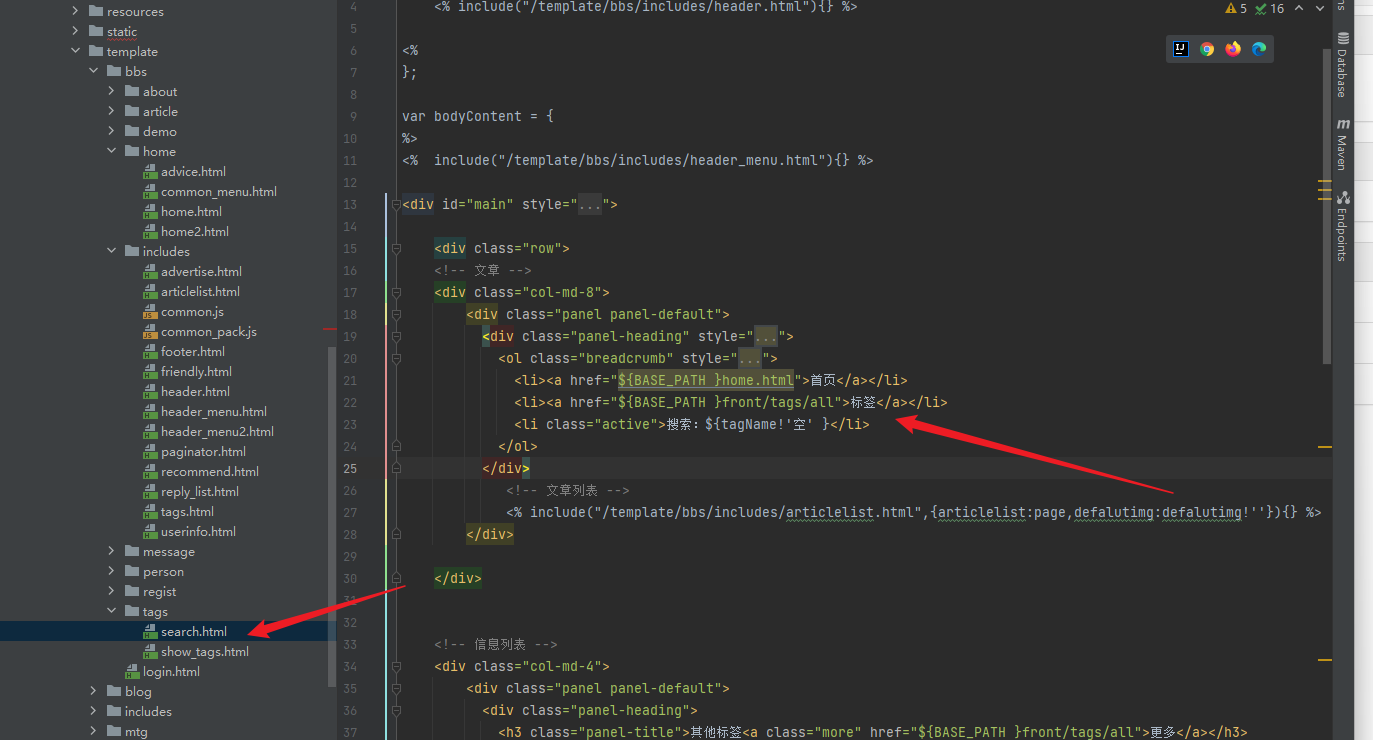 resources
static
template
bbs
about
article
demo
home
advice.html
common_menu.html
home.html
home2.html
includes
advertise.html
articlelist.html
common.js
common_pack.js
footer.html
friendly.html
header.html
header_menu.html
header_menu2.html
paginator.html
recommend.html
reply_list.html
tags.html
userinfo.html
message
person
regist
tags
search.html
show_tags.html
login.html
blog
includes
mtg
4 <% include("/template/bbs/includes/header.html"){} %>
5
6 <%
7 };
8
9 var bodyContent = {
10 %>
11 <%  include("/template/bbs/includes/header_menu.html"){} %>
12
13 <div id="main" style="...">
14
15 <div class="row">
16 <!-- 文章 -->
17 <div class="col-md-8">
18 <div class="panel panel-default">
19 <div class="panel-heading" style="...">
20 <ol class="breadcrumb" style="...">
21 <li><a href="${BASE_PATH }home.html">首页</a></li>
22 <li><a href="${BASE_PATH }front/tags/all">标签</a></li>
23 <li class="active">搜索: ${tagName!'空' }</li>
24 </ol>
25 </div>
26 <!-- 文章列表 -->
27 <% include("/template/bbs/includes/articlelist.html",{articlelist:page,defalutimg:defalutimg!''}){} %>
28 </div>
29
30 </div>
31
32
33 <!-- 信息列表 -->
34 <div class="col-md-4">
35 <div class="panel panel-default">
36 <div class="panel-heading">
37 <h3 class="panel-title">其他标签<a class="more" href="${BASE_PATH }front/tags/all">更多</a></h3>
5 16
IJ
Database
m Maven
Endpoints